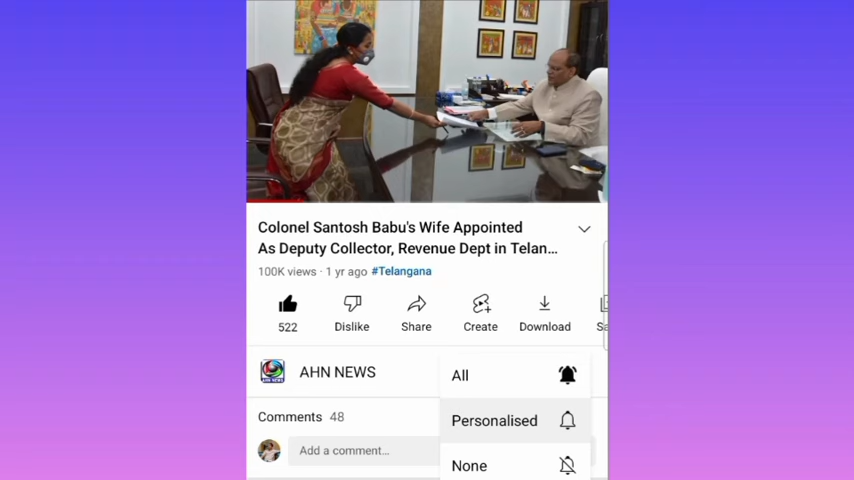 Colonel Santosh Babu's Wife Appointed
As Deputy Collector, Revenue Dept in Telan...
100K views · 1 yr ago #Telangana
522 Dislike Share Create Download Sa
AHN NEWS
All
Personalised
None
Comments 48
Add a comment...